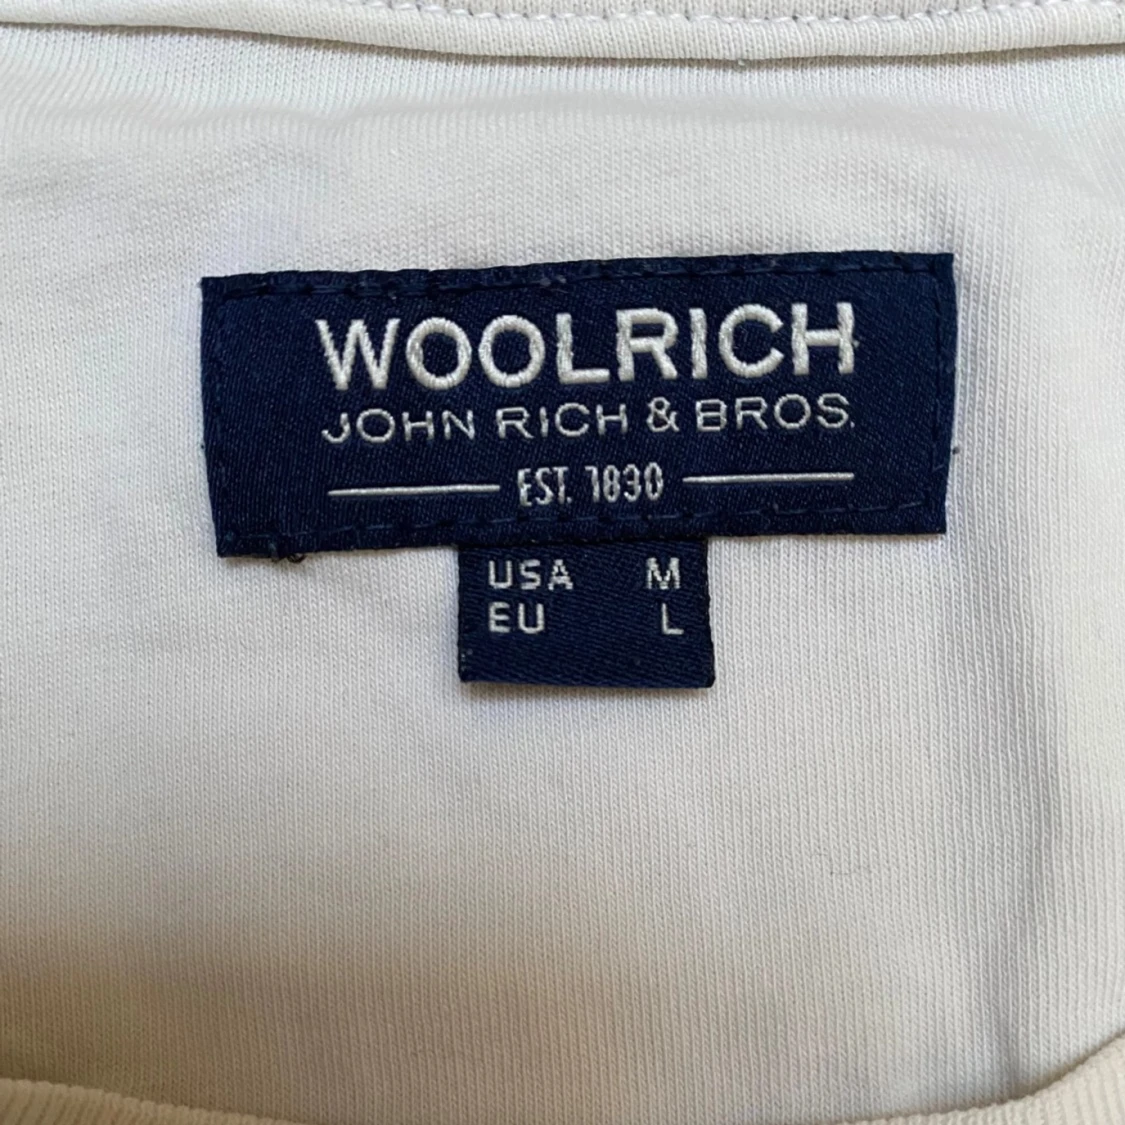 WOOLRICH
JOHN RICH & BROS.
EST. 1830
USA M
EU L